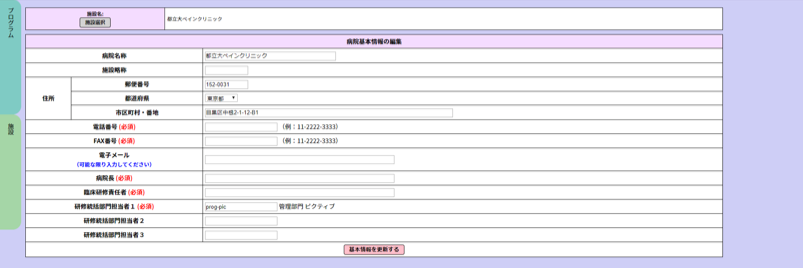 プログラム
施設
施設名:
施設選択
都立大ペインクリニック
病院基本情報の編集
病院名称
都立大ペインクリニック
施設略称
住所
郵便番号
152-0031
都道府県
東京都
市区町村・番地
目黒区中根2-1-12-B1
電話番号 (必須)
(例：11-2222-3333)
FAX番号 (必須)
(例：11-2222-3333)
電子メール
(可能な限り入力してください)
病院長 (必須)
臨床研修責任者 (必須)
研修統括部門担当者１ (必須)
prog-plc
管理部門 ピクティブ
研修統括部門担当者２
研修統括部門担当者３
基本情報を更新する